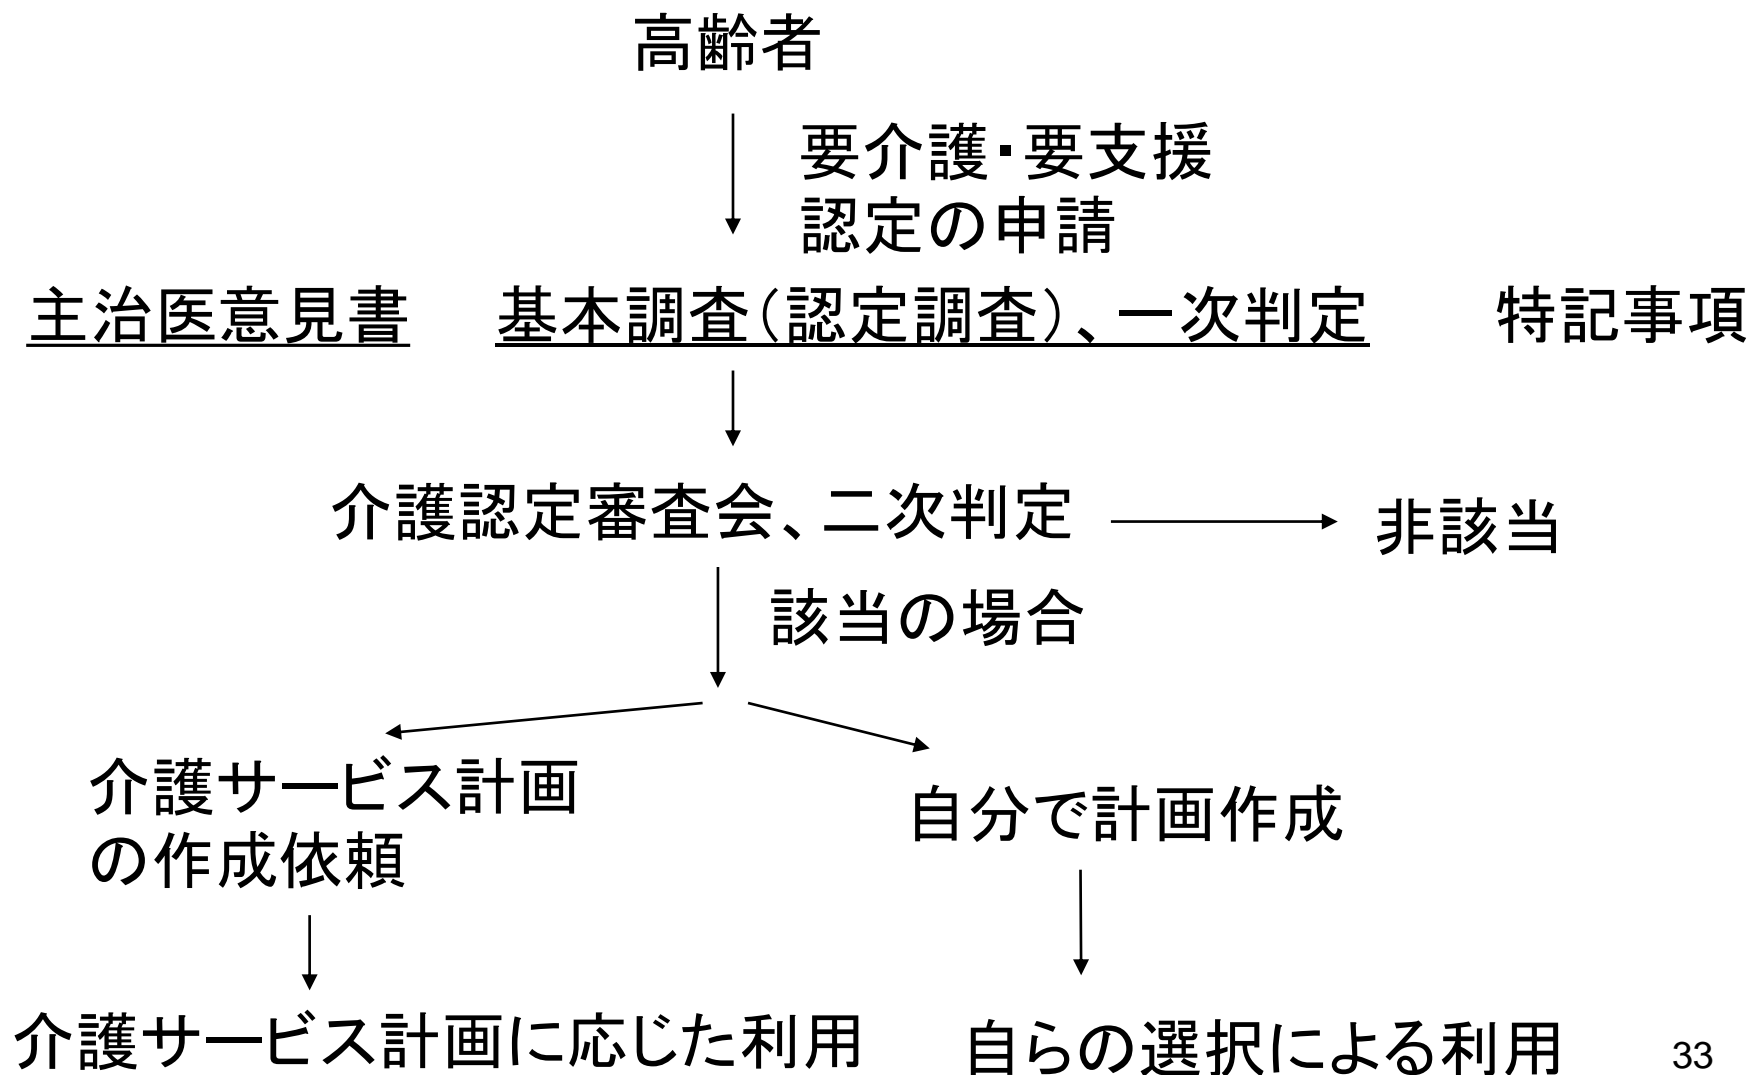 高齢者
要介護・要支援
認定の申請
主治医意見書
基本調査(認定調査)、一次判定
特記事項
介護認定審査会、二次判定
非該当
該当の場合
介護サービス計画
の作成依頼
自分で計画作成
介護サービス計画に応じた利用
自らの選択による利用
33